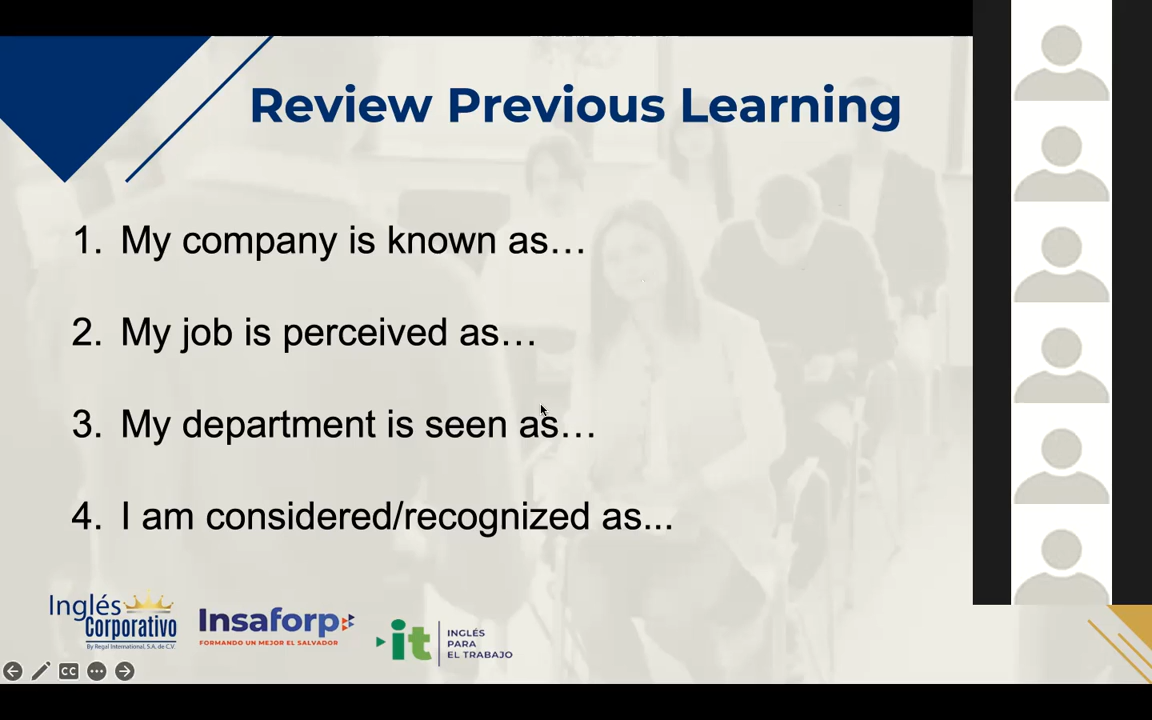 Review Previous Learning
1. My company is known as…
2. My job is perceived as…
3. My department is seen as…
4. I am considered/recognized as...
Inglés
Corporativo
By Regal International, S.A. de C.V.
Insaforp
FORMANDO UN MEJOR EL SALVADOR
it
INGLÉS
PARA
EL TRABAJO
CC